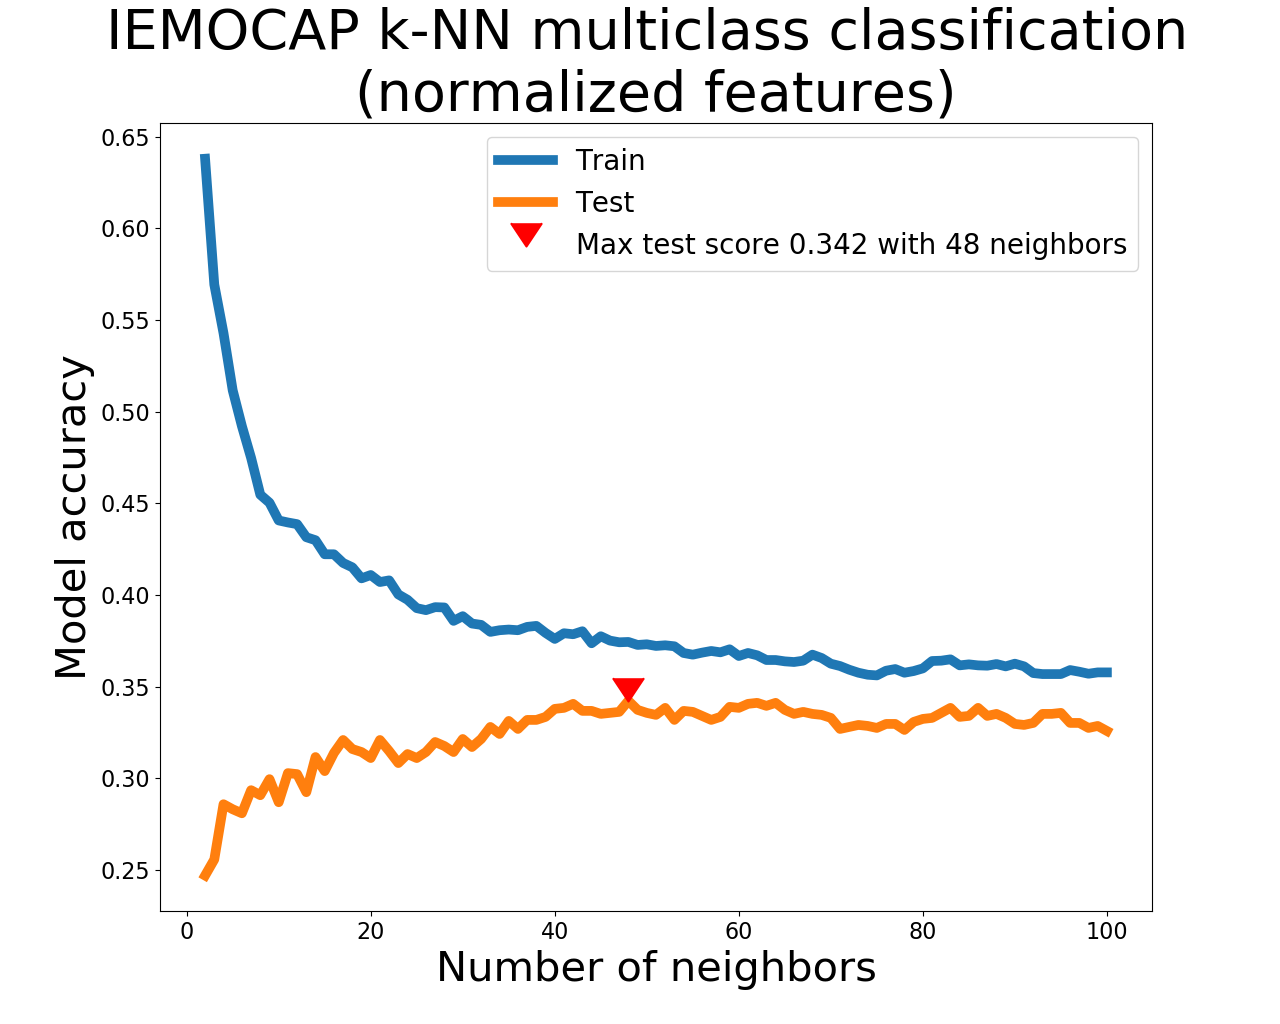 IEMOCAP k-NN multiclass classification
(normalized features)
Train
Test
Max test score 0.342 with 48 neighbors
Model accuracy
0.65
0.60
0.55
0.50
0.45
0.40
0.35
0.30
0.25
0 20 40 60 80 100
Number of neighbors